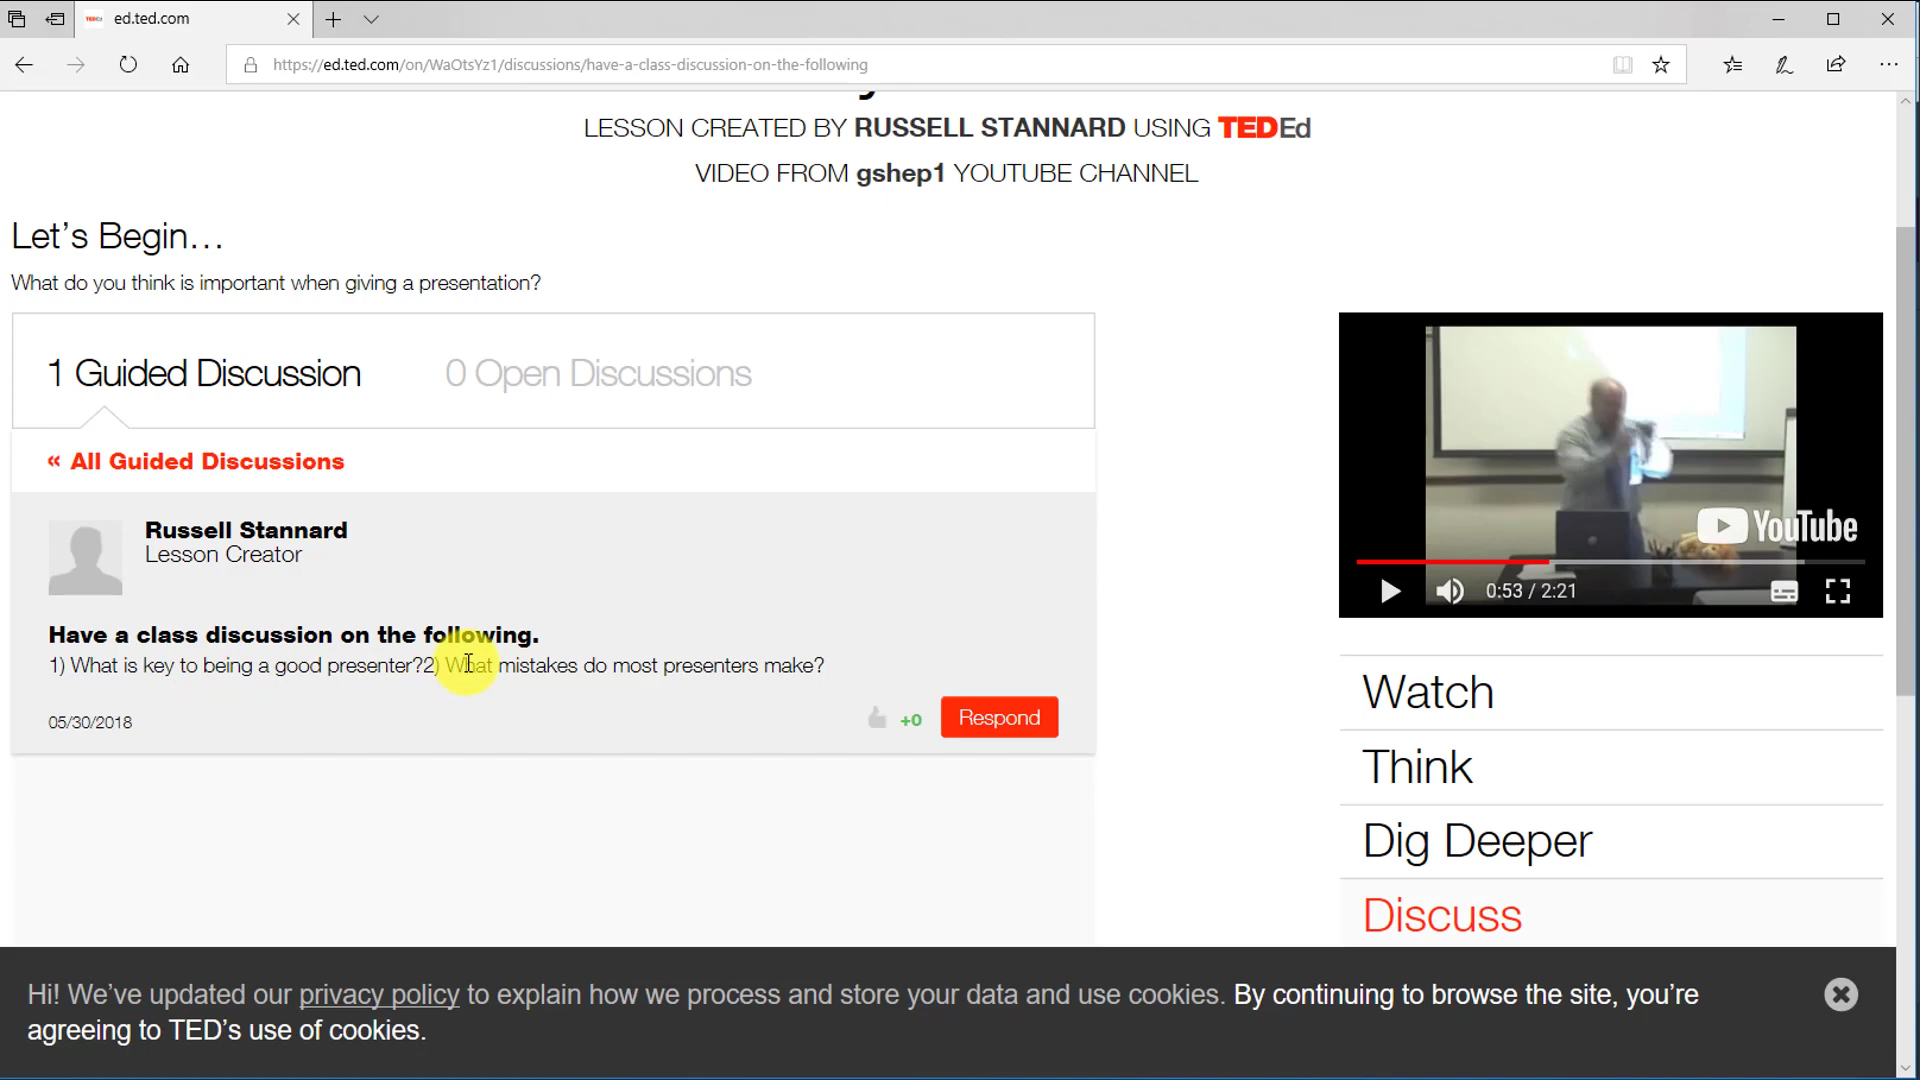 ed.ted.com
https://ed.ted.com/on/WaOtsYz1/discussions/have-a-class-discussion-on-the-following
LESSON CREATED BY RUSSELL STANNARD USING TEDEd
VIDEO FROM gshep1 YOUTUBE CHANNEL
Let's Begin…
What do you think is important when giving a presentation?
1 Guided Discussion
0 Open Discussions
« All Guided Discussions
Russell Stannard
Lesson Creator
Have a class discussion on the following.
1) What is key to being a good presenter?2) What mistakes do most presenters make?
05/30/2018
+0
Respond
YouTube
0:53 / 2:21
Watch
Think
Dig Deeper
Discuss
Hi! We've updated our privacy policy to explain how we process and store your data and use cookies. By continuing to browse the site, you're
agreeing to TED's use of cookies.